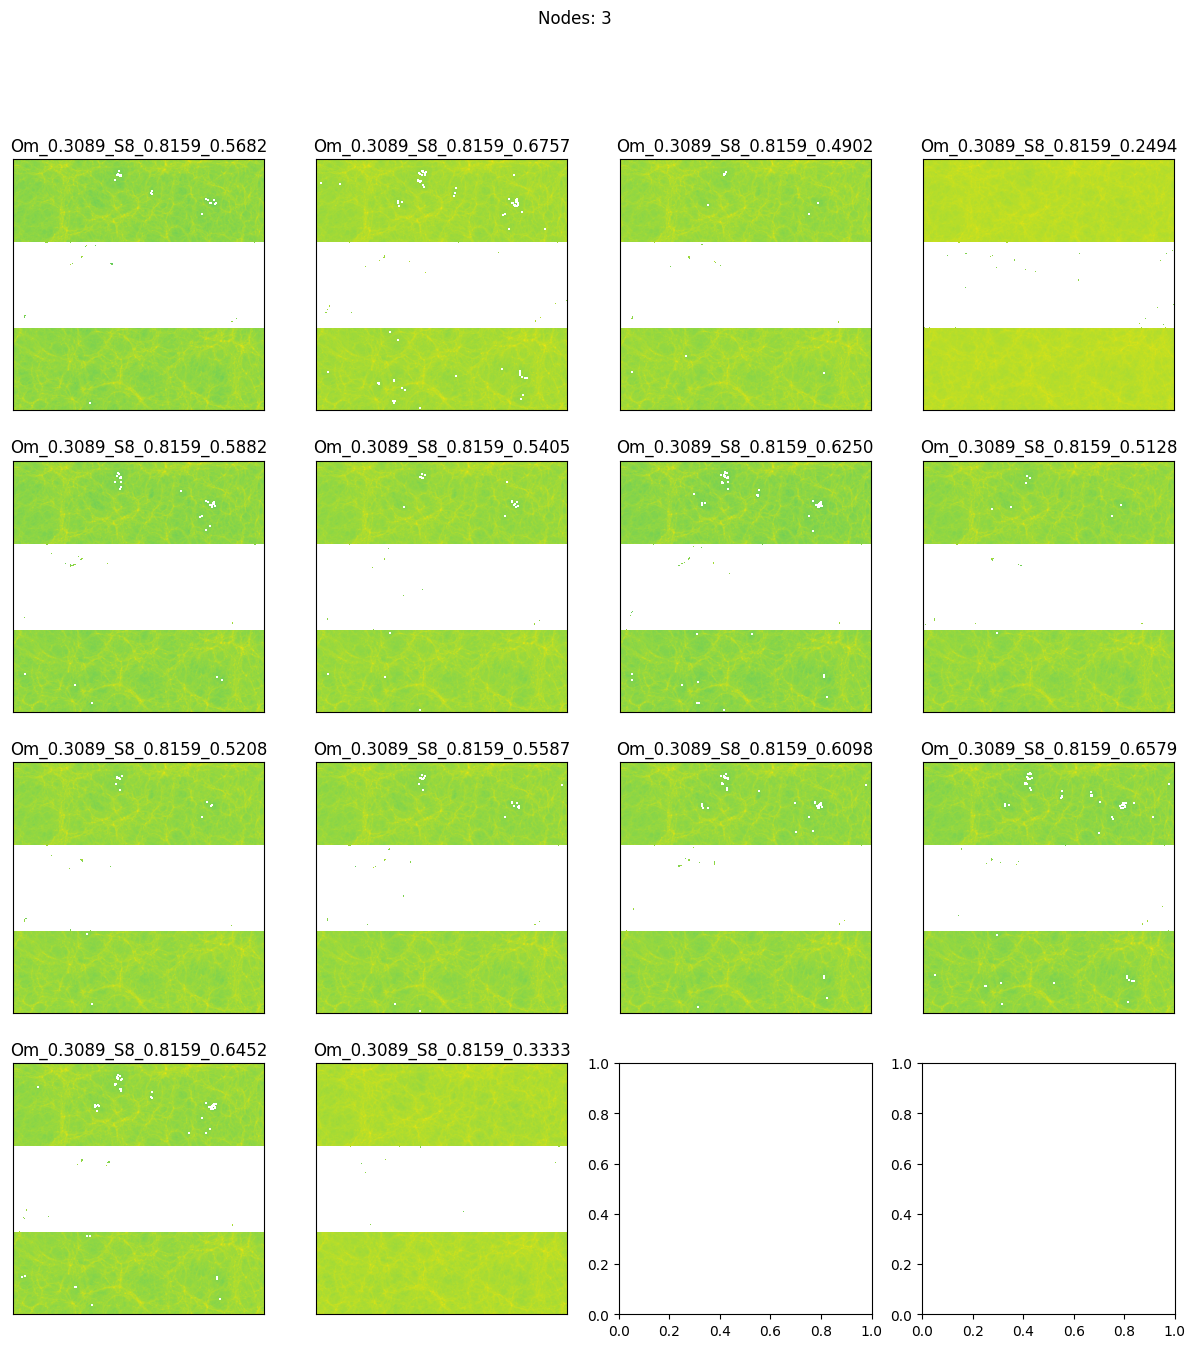 Nodes: 3
Om_0.3089_S8_0.8159_0.5682
Om_0.3089_S8_0.8159_0.6757
Om_0.3089_S8_0.8159_0.4902
Om_0.3089_S8_0.8159_0.2494
Om_0.3089_S8_0.8159_0.5882
Om_0.3089_S8_0.8159_0.5405
Om_0.3089_S8_0.8159_0.6250
Om_0.3089_S8_0.8159_0.5128
Om_0.3089_S8_0.8159_0.5208
Om_0.3089_S8_0.8159_0.5587
Om_0.3089_S8_0.8159_0.6098
Om_0.3089_S8_0.8159_0.6579
Om_0.3089_S8_0.8159_0.6452
Om_0.3089_S8_0.8159_0.3333
1.0
0.8
0.6
0.4
0.2
0.0
0.0 0.2 0.4 0.6 0.8 1.0
1.0
0.8
0.6
0.4
0.2
0.0
0.0 0.2 0.4 0.6 0.8 1.0